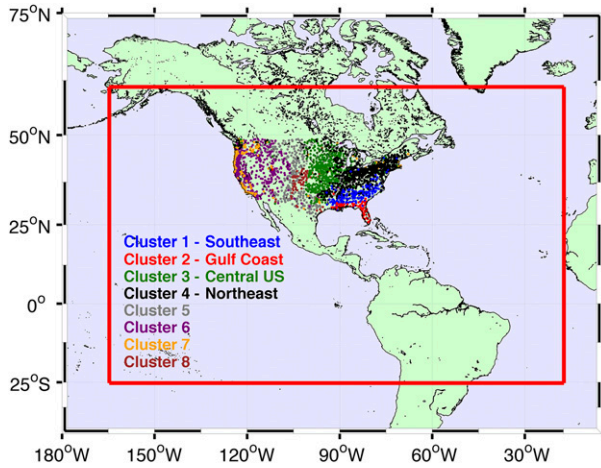 75°N
50°N
25°N
0°
25°S
Cluster 1 - Southeast
Cluster 2 - Gulf Coast
Cluster 3 - Central US
Cluster 4 - Northeast
Cluster 5
Cluster 6
Cluster 7
Cluster 8
180°W 150°W 120°W 90°W 60°W 30°W